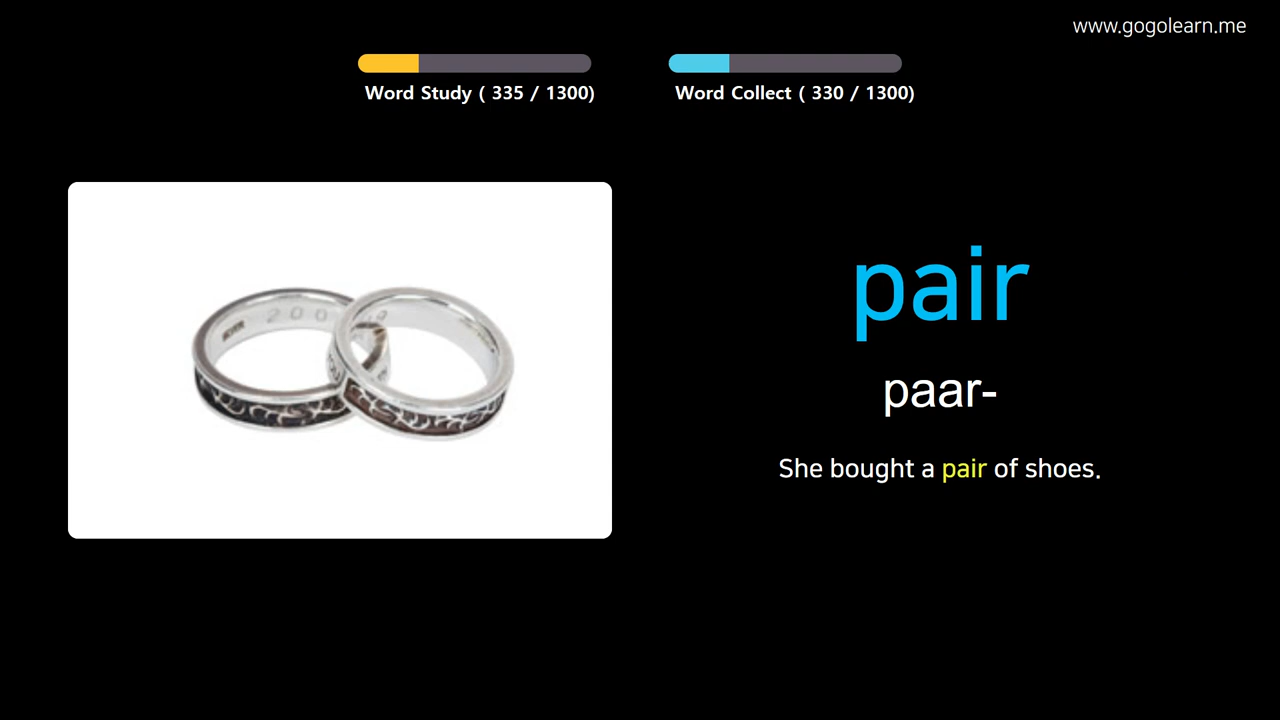 www.gogolearn.me
Word Study ( 335 / 1300)
Word Collect ( 330 / 1300)
pair
paar-
She bought a pair of shoes.